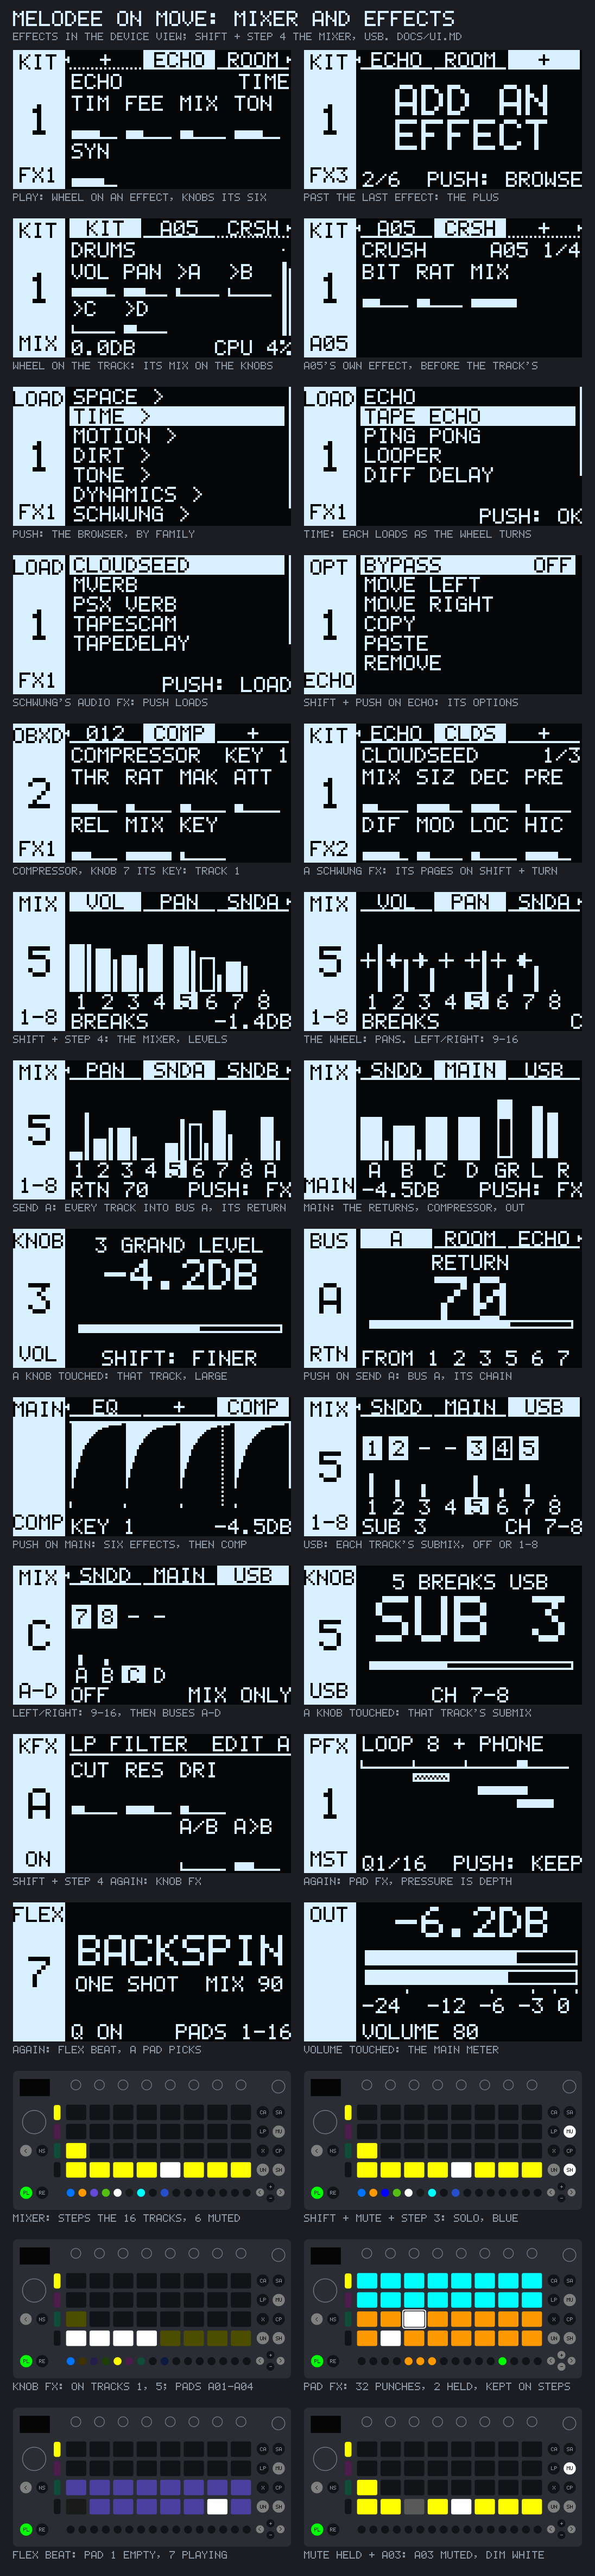 MELODEE ON MOVE: MIXER AND EFFECTS
EFFECTS IN THE DEVICE VIEW; SHIFT + STEP 4 THE MIXER, USB. DOCS/UI.MD
KIT + ECHO ROOM
ECHO TIME
TIM FEE MIX TON
1
SYN
FX1
PLAY: WHEEL ON AN EFFECT, KNOBS ITS SIX
KIT ECHO ROOM +
ADD AN
1
EFFECT
FX3 2/6 PUSH: BROWSE
PAST THE LAST EFFECT: THE PLUS
KIT KIT A05 CRSH
DRUMS
VOL PAN >A >B
1
>C >D
MIX 0.0DB CPU 4%
WHEEL ON THE TRACK: ITS MIX ON THE KNOBS
KIT A05 CRSH +
CRUSH A05 1/4
BIT RAT MIX
1
A05
A05'S OWN EFFECT, BEFORE THE TRACK'S
LOAD SPACE >
TIME >
MOTION >
1 DIRT >
TONE >
DYNAMICS >
FX1 SCHWUNG >
PUSH: THE BROWSER, BY FAMILY
LOAD ECHO
TAPE ECHO
PING PONG
1 LOOPER
DIFF DELAY
FX1 PUSH: OK
TIME: EACH LOADS AS THE WHEEL TURNS
LOAD CLOUDSEED
MVERB
PSX VERB
1 TAPESCAM
TAPEDELAY
FX1 PUSH: LOAD
SCHWUNG'S AUDIO FX: PUSH LOADS
OPT BYPASS OFF
MOVE LEFT
MOVE RIGHT
1 COPY
PASTE
ECHO REMOVE
SHIFT + PUSH ON ECHO: ITS OPTIONS
OBXD 012 COMP +
COMPRESSOR KEY 1
THR RAT MAK ATT
2
REL MIX KEY
FX1
COMPRESSOR, KNOB 7 ITS KEY: TRACK 1
KIT ECHO CLDS +
CLOUDSEED 1/3
MIX SIZ DEC PRE
1
DIF MOD LOC HIC
FX2
A SCHWUNG FX: ITS PAGES ON SHIFT + TURN
MIX VOL PAN SNDA
5
1 2 3 4 5 6 7 8
1-8 BREAKS -1.4DB
SHIFT + STEP 4: THE MIXER, LEVELS
MIX VOL PAN SNDA
5
1 2 3 4 5 6 7 8
1-8 BREAKS C
THE WHEEL: PANS. LEFT/RIGHT: 9-16
MIX PAN SNDA SNDB
5
1 2 3 4 5 6 7 8 A
1-8 RTN 70 PUSH: FX
SEND A: EVERY TRACK INTO BUS A, ITS RETURN
MIX SNDD MAIN USB
A B C D GR L R
MAIN -4.5DB PUSH: FX
MAIN: THE RETURNS, COMPRESSOR, OUT
KNOB 3 GRAND LEVEL
-4.2DB
3
VOL SHIFT: FINER
A KNOB TOUCHED: THAT TRACK, LARGE
BUS A ROOM ECHO
RETURN
A 70
RTN FROM 1 2 3 5 6 7
PUSH ON SEND A: BUS A, ITS CHAIN
MAIN EQ + COMP
COMP KEY 1 -4.5DB
PUSH ON MAIN: SIX EFFECTS, THEN COMP
MIX SNDD MAIN USB
1 2 - - 3 4 5
5
1 2 3 4 5 6 7 8
1-8 SUB 3 CH 7-8
USB: EACH TRACK'S SUBMIX, OFF OR 1-8
MIX SNDD MAIN USB
7 8 - -
C
A B C D
A-D OFF MIX ONLY
LEFT/RIGHT: 9-16, THEN BUSES A-D
KNOB 5 BREAKS USB
SUB 3
5
USB CH 7-8
A KNOB TOUCHED: THAT TRACK'S SUBMIX
KFX LP FILTER EDIT A
CUT RES DRI
A
A/B A>B
ON
SHIFT + STEP 4 AGAIN: KNOB FX
PFX LOOP 8 + PHONE
1
MST Q1/16 PUSH: KEEP
AGAIN: PAD FX, PRESSURE IS DEPTH
FLEX
BACKSPIN
7
ONE SHOT MIX 90
Q ON PADS 1-16
AGAIN: FLEX BEAT, A PAD PICKS
OUT -6.2DB
-24 -12 -6 -3 0
VOLUME 80
VOLUME TOUCHED: THE MAIN METER
MIXER: STEPS THE 16 TRACKS, 6 MUTED
SHIFT + MUTE + STEP 3: SOLO, BLUE
KNOB FX: ON TRACKS 1, 5; PADS A01-A04
PAD FX: 32 PUNCHES, 2 HELD, KEPT ON STEPS
FLEX BEAT: PAD 1 EMPTY, 7 PLAYING
MUTE HELD + A03: A03 MUTED, DIM WHITE